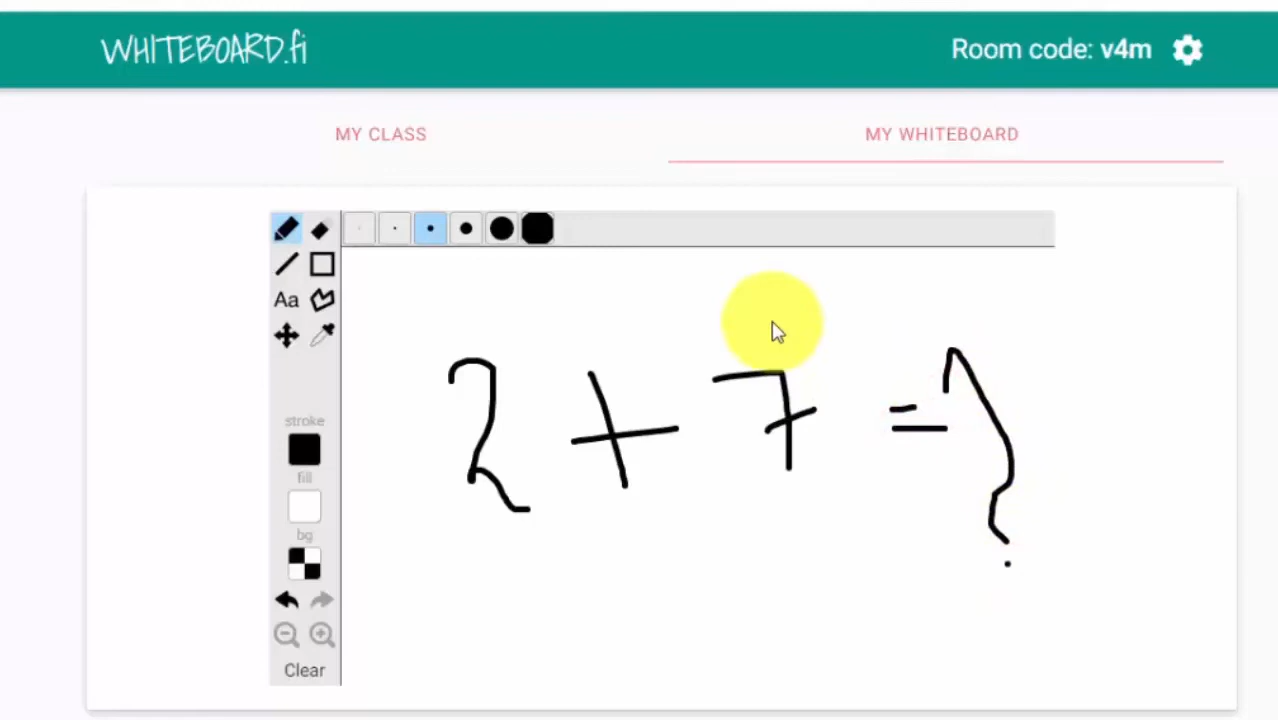 WHITEBOARD.fi
Room code: v4m
MY CLASS
MY WHITEBOARD
Aa
stroke
fill
bg
Clear
2 + 7 = ?